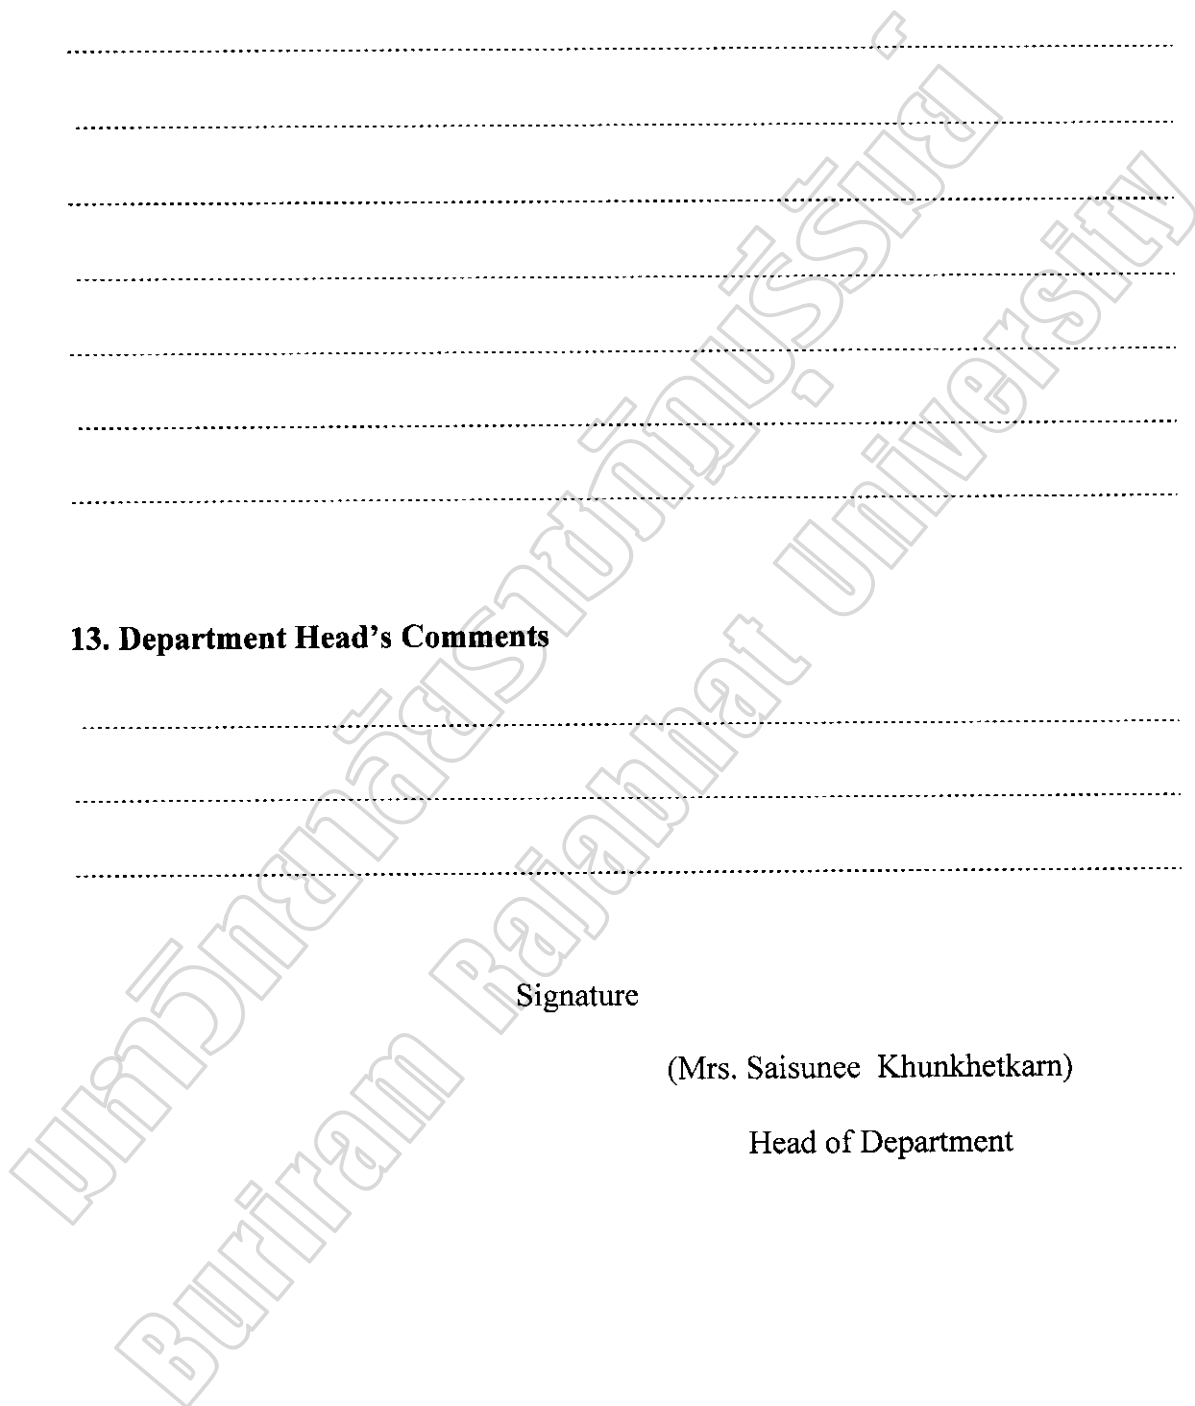 13. Department Head's Comments
Signature
(Mrs. Saisunee Khunkhetkarn)
Head of Department
มหาวิทยาลัยราชภัฏบุรีรัมย์
Buriram Rajabhat University